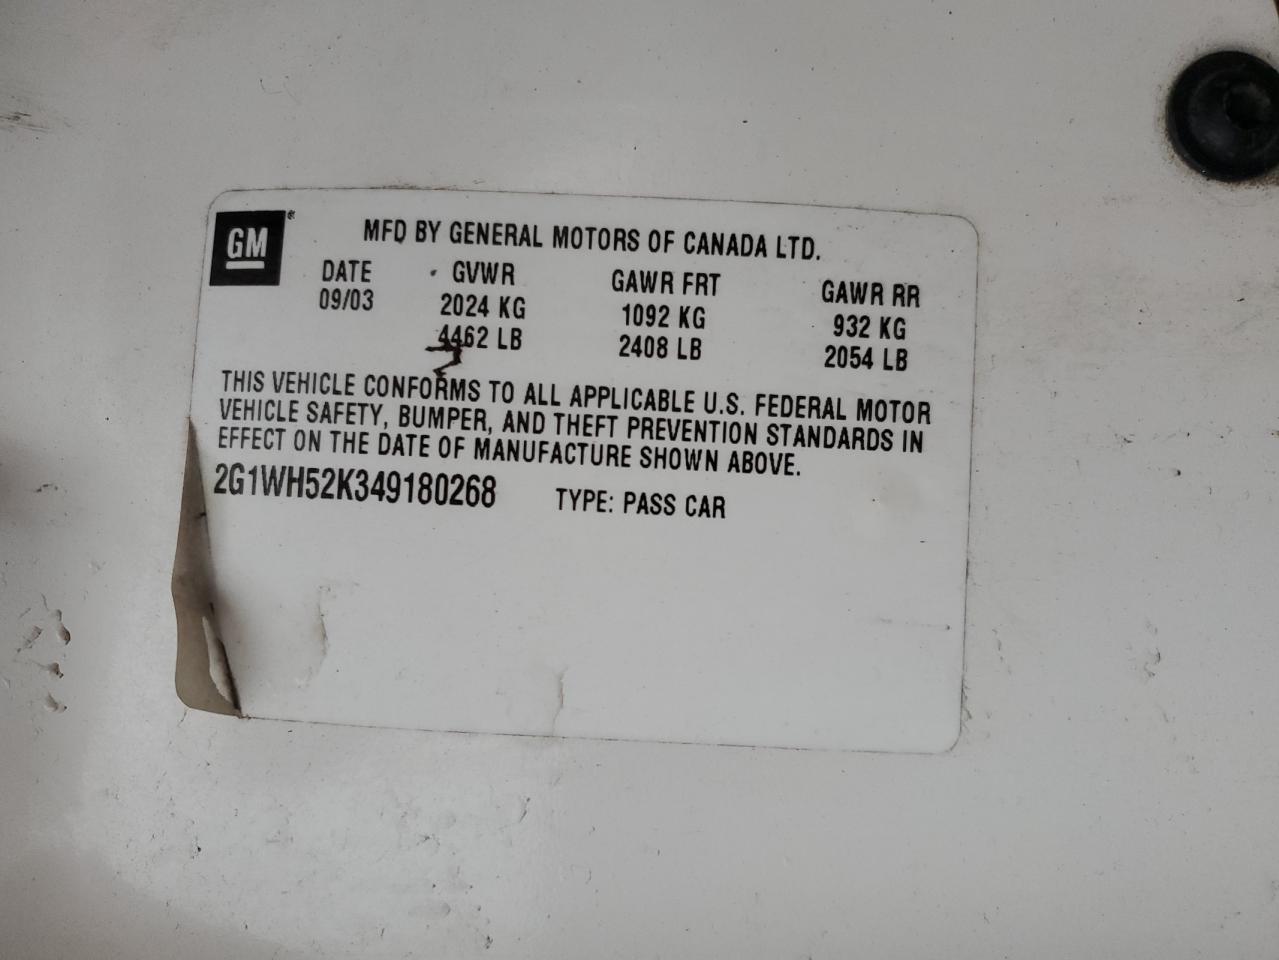 GM
MFD BY GENERAL MOTORS OF CANADA LTD.
DATE GVWR GAWR FRT GAWR RR
09/03 2024 KG 1092 KG 932 KG
4462 LB 2408 LB 2054 LB
THIS VEHICLE CONFORMS TO ALL APPLICABLE U.S. FEDERAL MOTOR
VEHICLE SAFETY, BUMPER, AND THEFT PREVENTION STANDARDS IN
EFFECT ON THE DATE OF MANUFACTURE SHOWN ABOVE.
2G1WH52K349180268 TYPE: PASS CAR